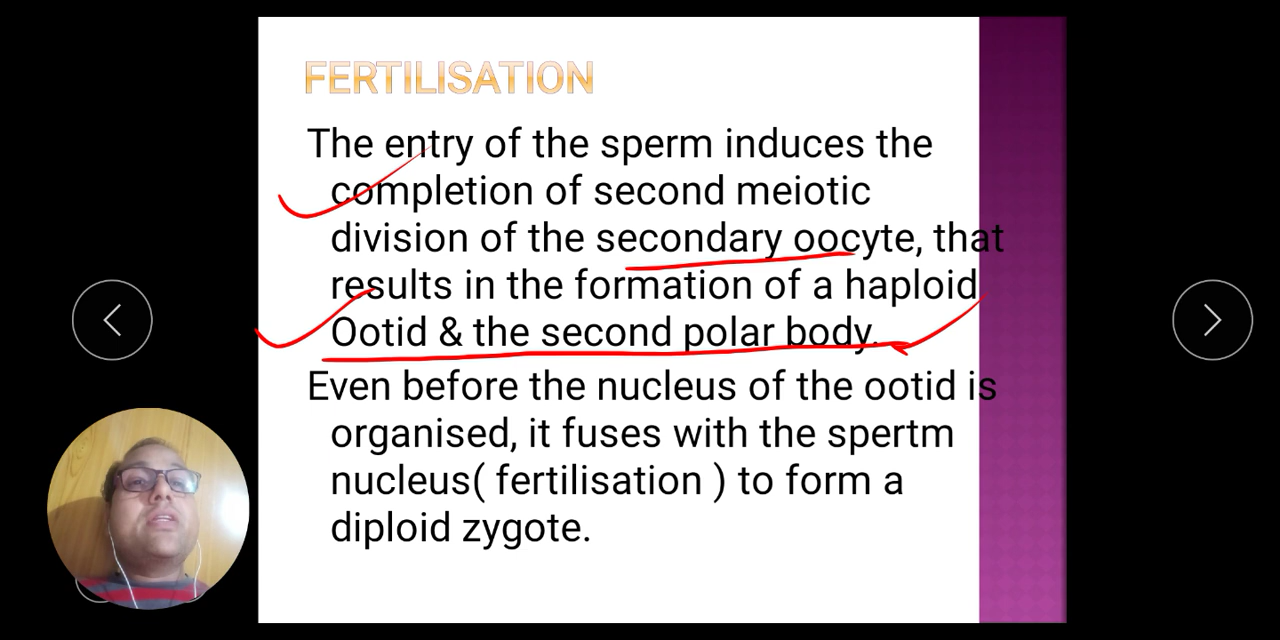 FERTILISATION
The entry of the sperm induces the
completion of second meiotic
division of the secondary oocyte, that
results in the formation of a haploid
Ootid & the second polar body.
Even before the nucleus of the ootid is
organised, it fuses with the spertm
nucleus( fertilisation ) to form a
diploid zygote.